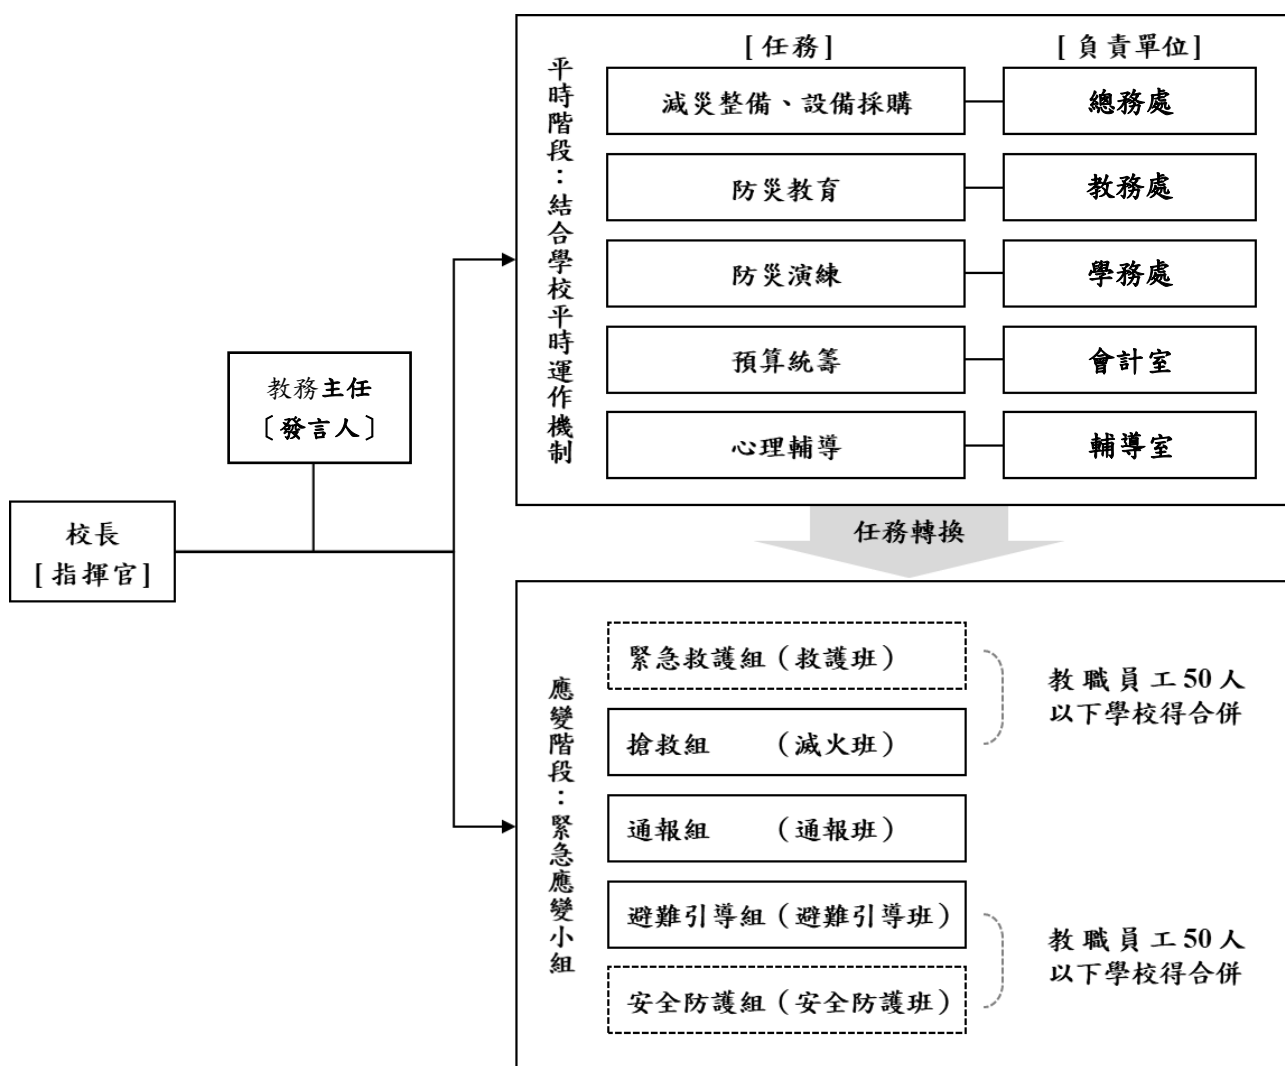 [任務]
[負責單位]
平時階段：結合學校平時運作機制
減災整備、設備採購
總務處
防災教育
教務處
防災演練
學務處
預算統籌
會計室
心理輔導
輔導室
教務主任
〔發言人〕
校長
[指揮官]
任務轉換
應變階段：緊急應變小組
緊急救護組（救護班）
搶救組　　（滅火班）
教職員工50人
以下學校得合併
通報組　　（通報班）
避難引導組（避難引導班）
安全防護組（安全防護班）
教職員工50人
以下學校得合併